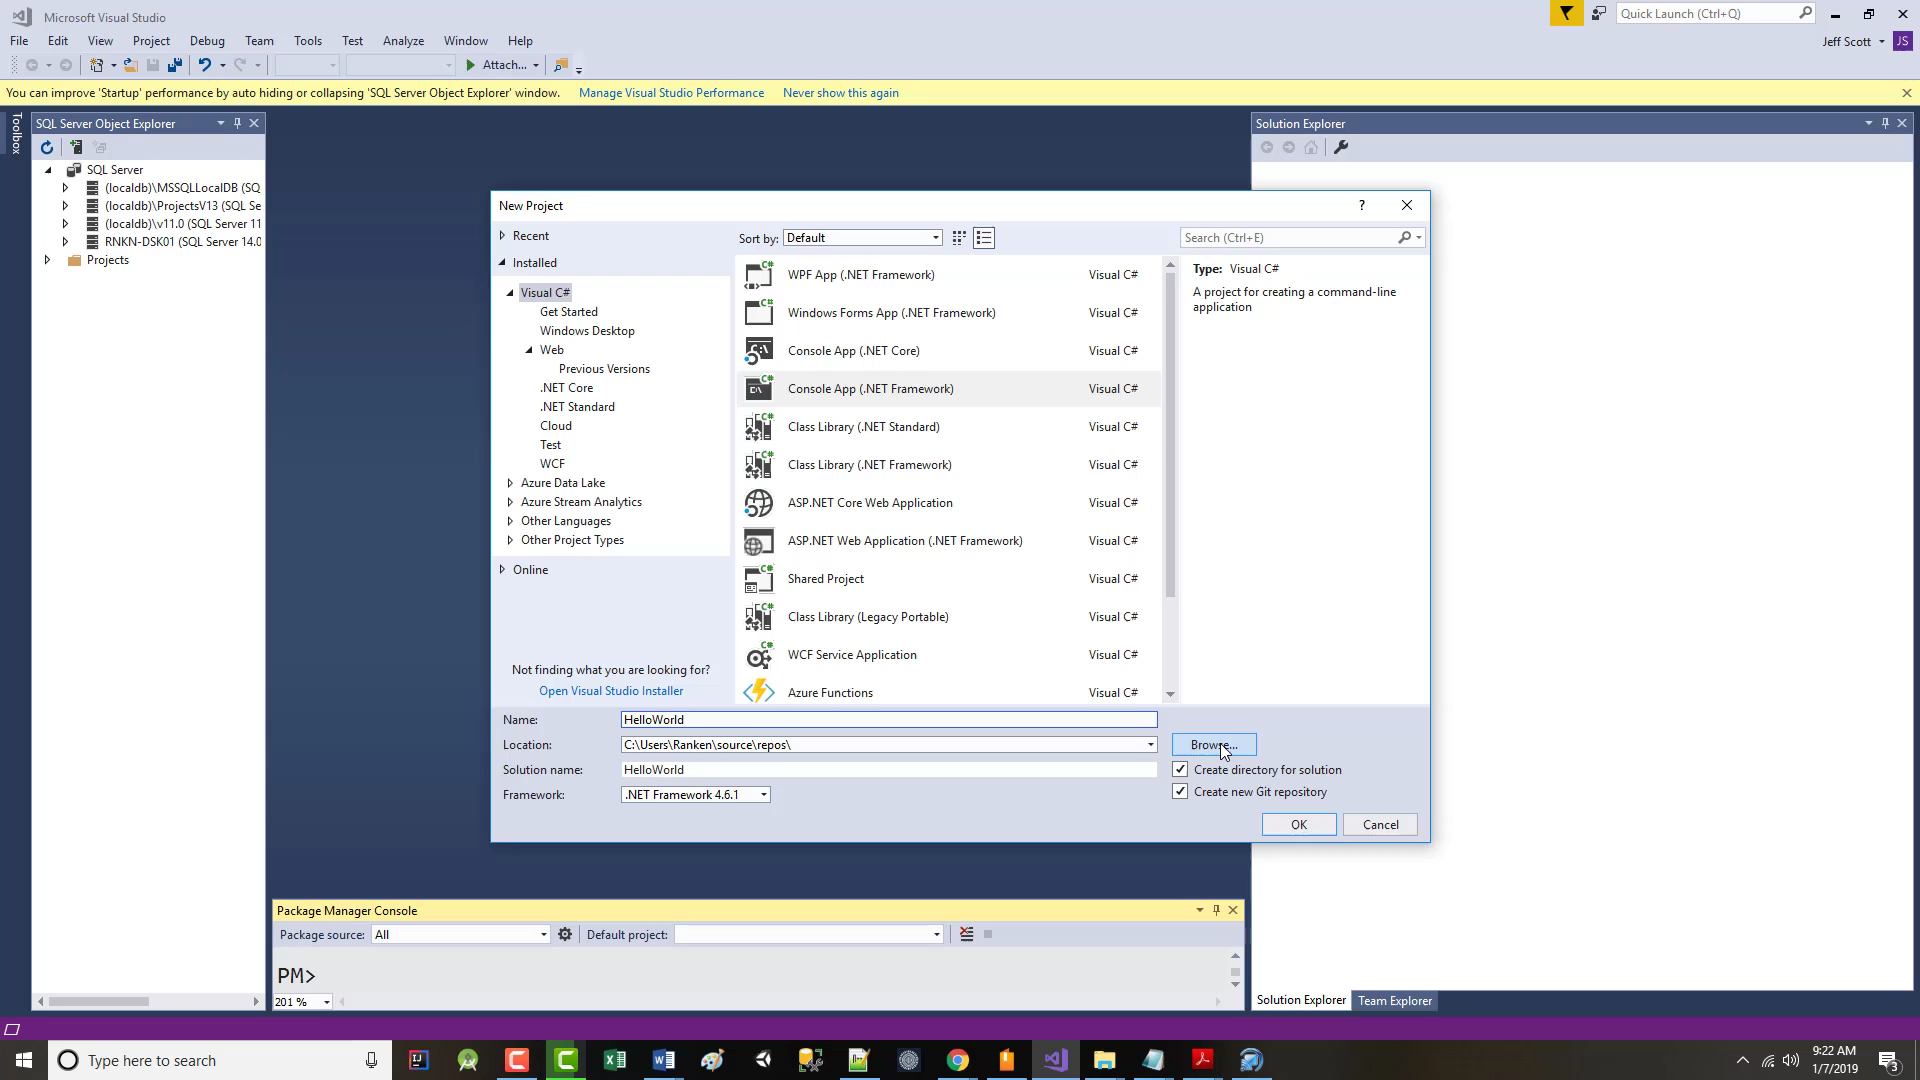 Microsoft Visual Studio
Quick Launch (Ctrl+Q)
File Edit View Project Debug Team Tools Test Analyze Window Help
Jeff Scott JS
Attach...
You can improve 'Startup' performance by auto hiding or collapsing 'SQL Server Object Explorer' window. Manage Visual Studio Performance Never show this again
Toolbox
SQL Server Object Explorer
SQL Server
(localdb)\MSSQLLocalDB (SQ
(localdb)\ProjectsV13 (SQL Se
(localdb)\v11.0 (SQL Server 11
RNKN-DSK01 (SQL Server 14.0
Projects
Solution Explorer
New Project
?
Recent
Installed
Visual C#
Get Started
Windows Desktop
Web
Previous Versions
.NET Core
.NET Standard
Cloud
Test
WCF
Azure Data Lake
Azure Stream Analytics
Other Languages
Other Project Types
Online
Not finding what you are looking for?
Open Visual Studio Installer
Sort by: Default
Search (Ctrl+E)
WPF App (.NET Framework) Visual C#
Windows Forms App (.NET Framework) Visual C#
Console App (.NET Core) Visual C#
Console App (.NET Framework) Visual C#
Class Library (.NET Standard) Visual C#
Class Library (.NET Framework) Visual C#
ASP.NET Core Web Application Visual C#
ASP.NET Web Application (.NET Framework) Visual C#
Shared Project Visual C#
Class Library (Legacy Portable) Visual C#
WCF Service Application Visual C#
Azure Functions Visual C#
Type: Visual C#
A project for creating a command-line
application
Name: HelloWorld
Location: C:\Users\Ranken\source\repos\
Browse...
Solution name: HelloWorld
Create directory for solution
Framework: .NET Framework 4.6.1
Create new Git repository
OK Cancel
Package Manager Console
Package source: All
Default project:
PM>
201 %
Solution Explorer Team Explorer
Type here to search
9:22 AM
1/7/2019
3